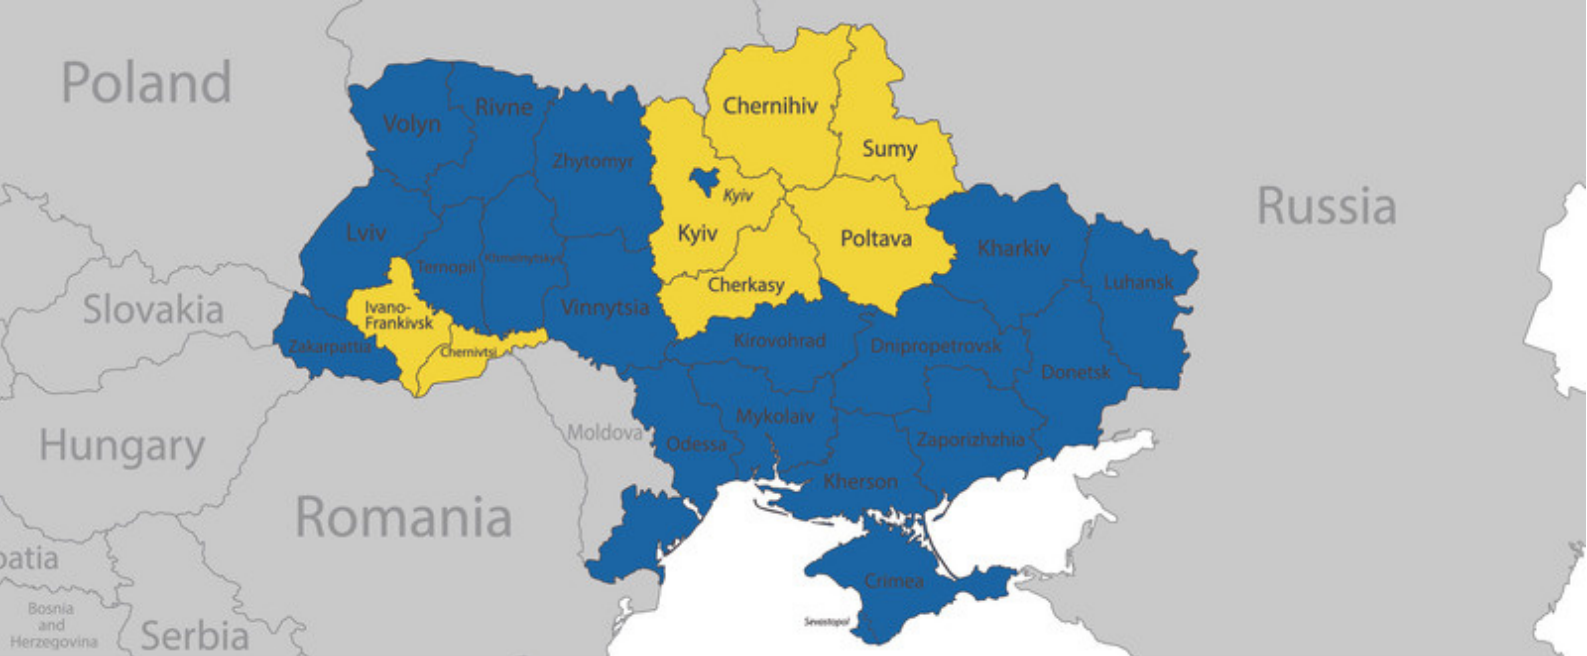 Poland
Volyn
Rivne
Zhytomyr
Chernihiv
Sumy
Kyiv
Kyiv
Russia
Lviv
Ternopil
Poltava
Kharkiv
Luhansk
Slovakia
Ivano-
Frankivsk
Vinnytsia
Cherkasy
Zakarpattia
Chernivtsi
Kirovohrad
Dnipropetrovsk
Donetsk
Hungary
Moldova
Odessa
Mykolaiv
Zaporizhzhia
Romania
Kherson
Crimea
Sevastopol
oatia
Bosnia
and
Herzegovina
Serbia